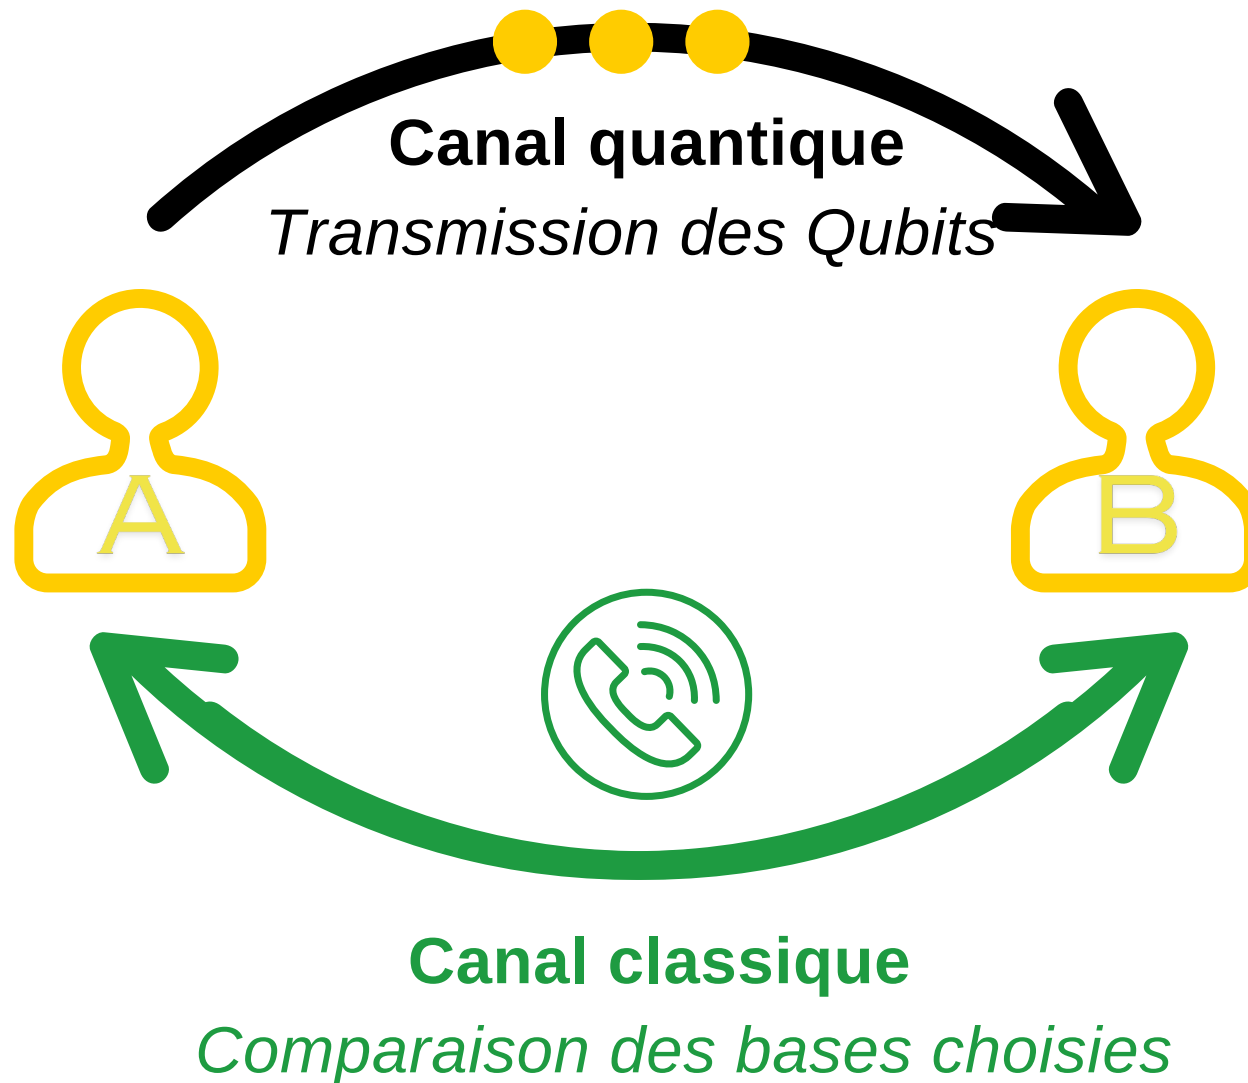 Canal quantique
Transmission des Qubits
A
B
Canal classique
Comparaison des bases choisies